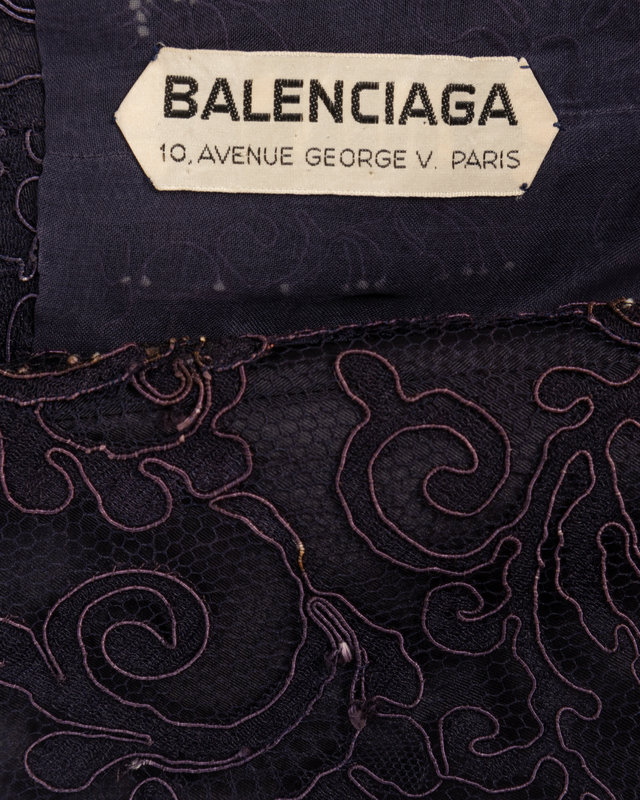 BALENCIAGA
10, AVENUE GEORGE V. PARIS